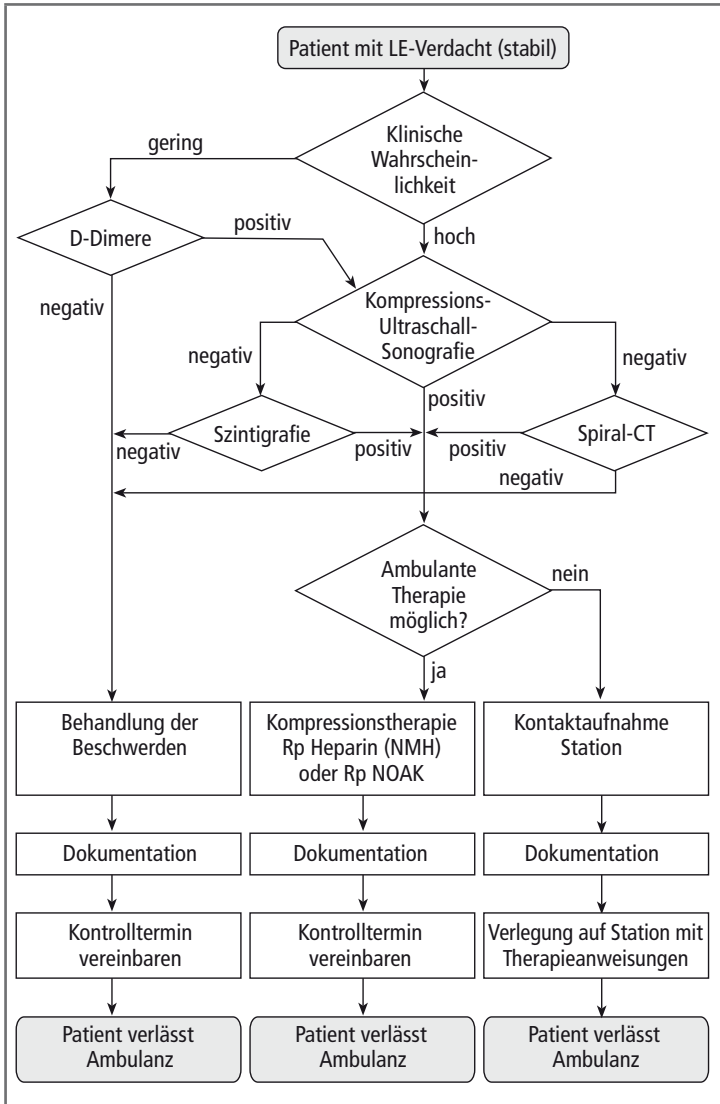 Patient mit LE-Verdacht (stabil)
Klinische
Wahrschein-
lichkeit
gering
hoch
D-Dimere
positiv
negativ
Kompressions-
Ultraschall-
Sonografie
negativ
negativ
positiv
Szintigrafie
negativ
positiv
Spiral-CT
positiv
negativ
Ambulante
Therapie
möglich?
nein
ja
Behandlung der
Beschwerden
Kompressionstherapie
Rp Heparin (NMH)
oder Rp NOAK
Kontaktaufnahme
Station
Dokumentation
Dokumentation
Dokumentation
Kontrolltermin
vereinbaren
Kontrolltermin
vereinbaren
Verlegung auf Station mit
Therapieanweisungen
Patient verlässt
Ambulanz
Patient verlässt
Ambulanz
Patient verlässt
Ambulanz